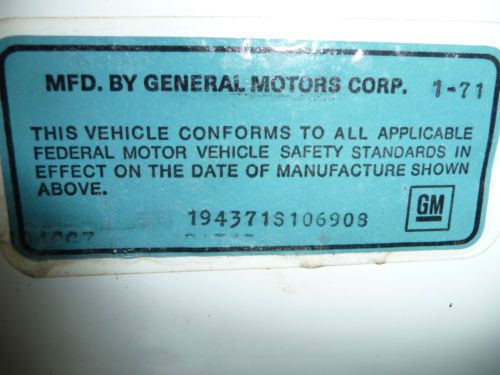 MFD. BY GENERAL MOTORS CORP. 1-71
THIS VEHICLE CONFORMS TO ALL APPLICABLE
FEDERAL MOTOR VEHICLE SAFETY STANDARDS IN
EFFECT ON THE DATE OF MANUFACTURE SHOWN
ABOVE.
194371S106908
GM